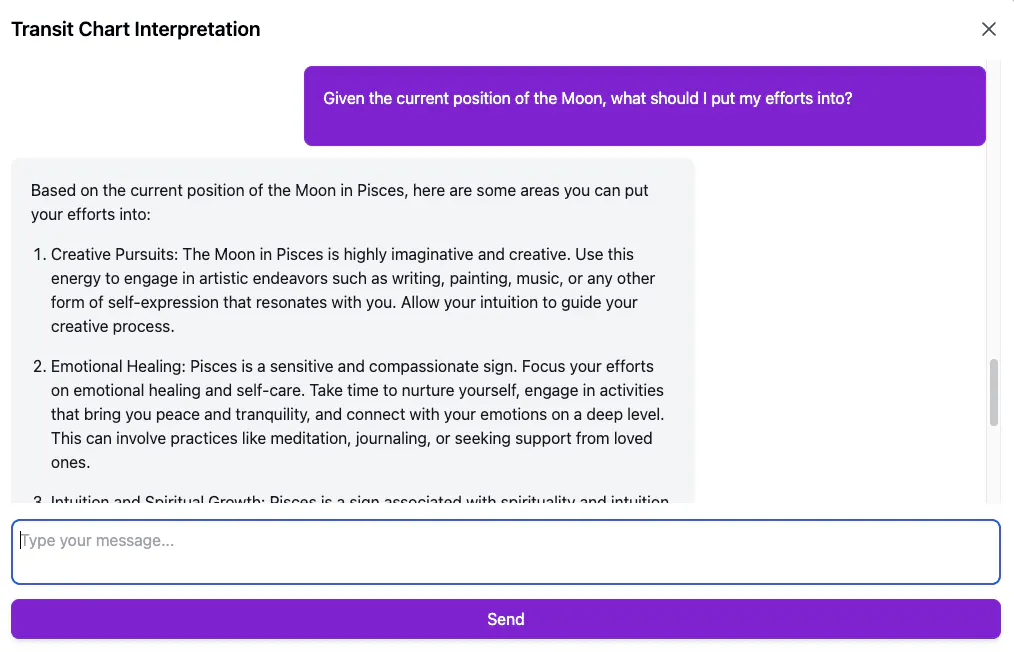 Transit Chart Interpretation
Given the current position of the Moon, what should I put my efforts into?
Based on the current position of the Moon in Pisces, here are some areas you can put
your efforts into:
1. Creative Pursuits: The Moon in Pisces is highly imaginative and creative. Use this
energy to engage in artistic endeavors such as writing, painting, music, or any other
form of self-expression that resonates with you. Allow your intuition to guide your
creative process.
2. Emotional Healing: Pisces is a sensitive and compassionate sign. Focus your efforts
on emotional healing and self-care. Take time to nurture yourself, engage in activities
that bring you peace and tranquility, and connect with your emotions on a deep level.
This can involve practices like meditation, journaling, or seeking support from loved
ones.
3. Intuition and Spiritual Growth: Pisces is a sign associated with spirituality and intuition
Type your message...
Send